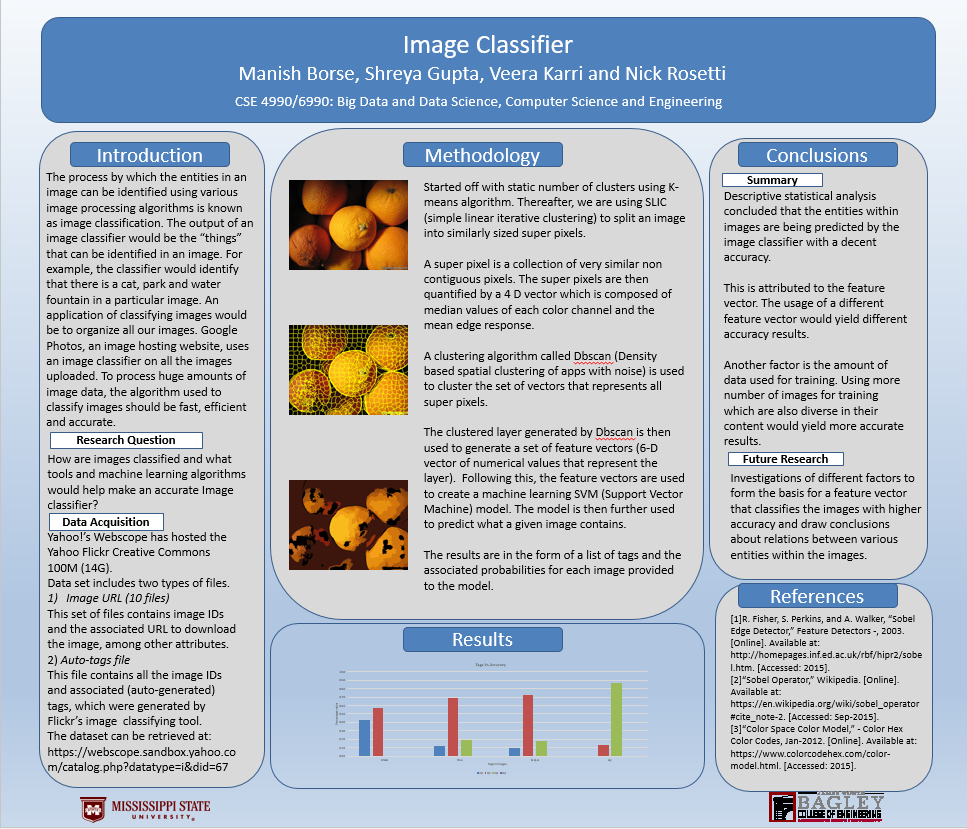 Image Classifier
Manish Borse, Shreya Gupta, Veera Karri and Nick Rosetti
CSE 4990/6990: Big Data and Data Science, Computer Science and Engineering
Introduction
The process by which the entities in an
image can be identified using various
image processing algorithms is known
as image classification. The output of an
image classifier would be the “things”
that can be identified in an image. For
example, the classifier would identify
that there is a cat, park and water
fountain in a particular image. An
application of classifying images would
be to organize all our images. Google
Photos, an image hosting website, uses
an image classifier on all the images
uploaded. To process huge amounts of
image data, the algorithm used to
classify images should be fast, efficient
and accurate.
Research Question
How are images classified and what
tools and machine learning algorithms
would help make an accurate Image
classifier?
Data Acquisition
Yahoo!’s Webscope has hosted the
Yahoo Flickr Creative Commons
100M (14G).
Data set includes two types of files.
1) Image URL (10 files)
This set of files contains image IDs
and the associated URL to download
the image, among other attributes.
2) Auto-tags file
This file contains all the image IDs
and associated (auto-generated)
tags, which were generated by
Flickr’s image classifying tool.
The dataset can be retrieved at:
https://webscope.sandbox.yahoo.co
m/catalog.php?datatype=i&did=67
Methodology
Started off with static number of clusters using K-
means algorithm. Thereafter, we are using SLIC
(simple linear iterative clustering) to split an image
into similarly sized super pixels.
A super pixel is a collection of very similar non
contiguous pixels. The super pixels are then
quantified by a 4 D vector which is composed of
median values of each color channel and the
mean edge response.
A clustering algorithm called Dbscan (Density
based spatial clustering of apps with noise) is used
to cluster the set of vectors that represents all
super pixels.
The clustered layer generated by Dbscan is then
used to generate a set of feature vectors (6-D
vector of numerical values that represent the
layer). Following this, the feature vectors are used
to create a machine learning SVM (Support Vector
Machine) model. The model is then further used
to predict what a given image contains.
The results are in the form of a list of tags and the
associated probabilities for each image provided
to the model.
Results
Tags Vs Accuracy
Conclusions
Summary
Descriptive statistical analysis
concluded that the entities within
images are being predicted by the
image classifier with a decent
accuracy.
This is attributed to the feature
vector. The usage of a different
feature vector would yield different
accuracy results.
Another factor is the amount of
data used for training. Using more
number of images for training
which are also diverse in their
content would yield more accurate
results.
Future Research
Investigations of different factors to
form the basis for a feature vector
that classifies the images with higher
accuracy and draw conclusions
about relations between various
entities within the images.
References
[1]R. Fisher, S. Perkins, and A. Walker, “Sobel
Edge Detector,” Feature Detectors -, 2003.
[Online]. Available at:
http://homepages.inf.ed.ac.uk/rbf/hipr2/sobe
l.htm. [Accessed: 2015].
[2]“Sobel Operator,” Wikipedia. [Online].
Available at:
https://en.wikipedia.org/wiki/sobel_operator
#cite_note-2. [Accessed: Sep-2015].
[3]“Color Space Color Model,” - Color Hex
Color Codes, Jan-2012. [Online]. Available at:
https://www.colorcodehex.com/color-
model.html. [Accessed: 2015].
MISSISSIPPI STATE
UNIVERSITY
BAGLEY
COLLEGE OF ENGINEERING